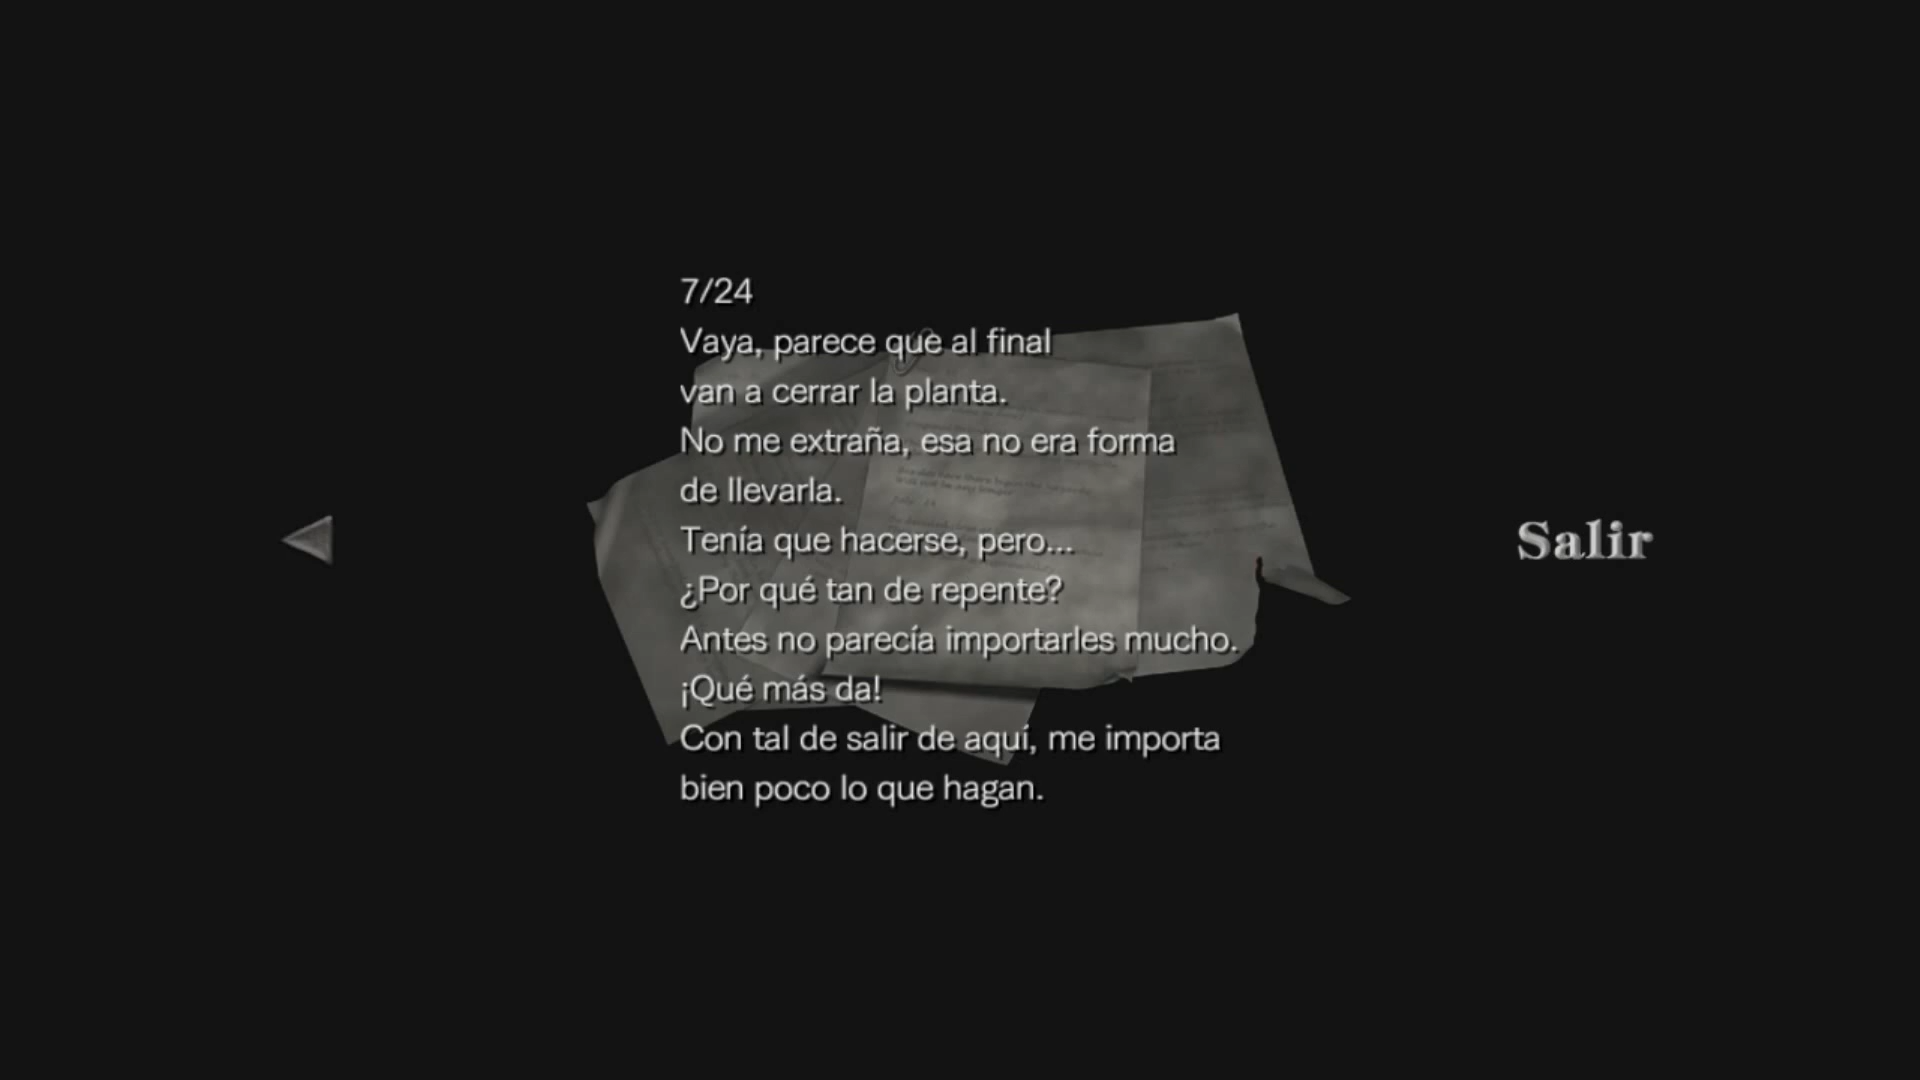 7/24
Vaya, parece que al final
van a cerrar la planta.
No me extraña, esa no era forma
de llevarla.
Tenía que hacerse, pero...
¿Por qué tan de repente?
Antes no parecía importarles mucho.
¡Qué más da!
Con tal de salir de aquí, me importa
bien poco lo que hagan.
Salir